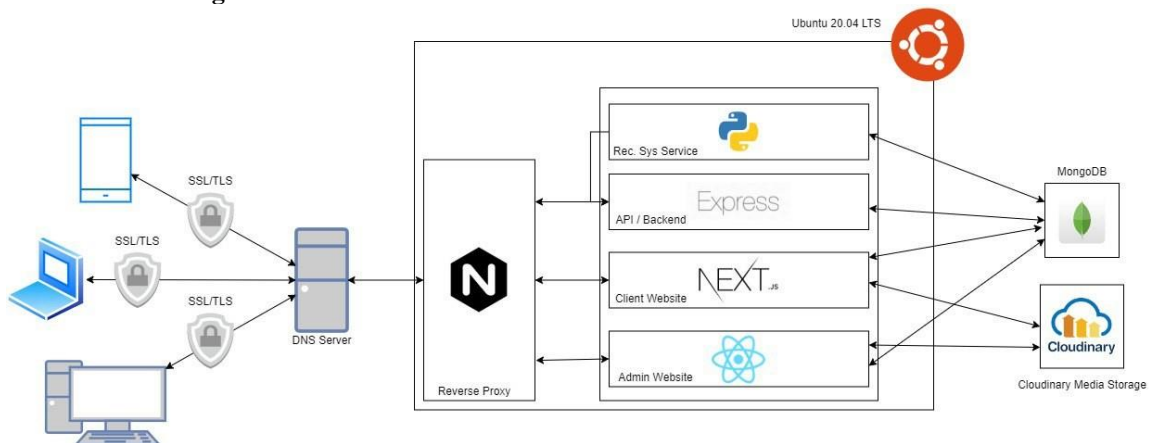 Ubuntu 20.04 LTS
SSL/TLS
SSL/TLS
SSL/TLS
DNS Server
N
Reverse Proxy
Rec. Sys Service
Express
API / Backend
NEXT.JS
Client Website
Admin Website
MongoDB
Cloudinary
Cloudinary Media Storage